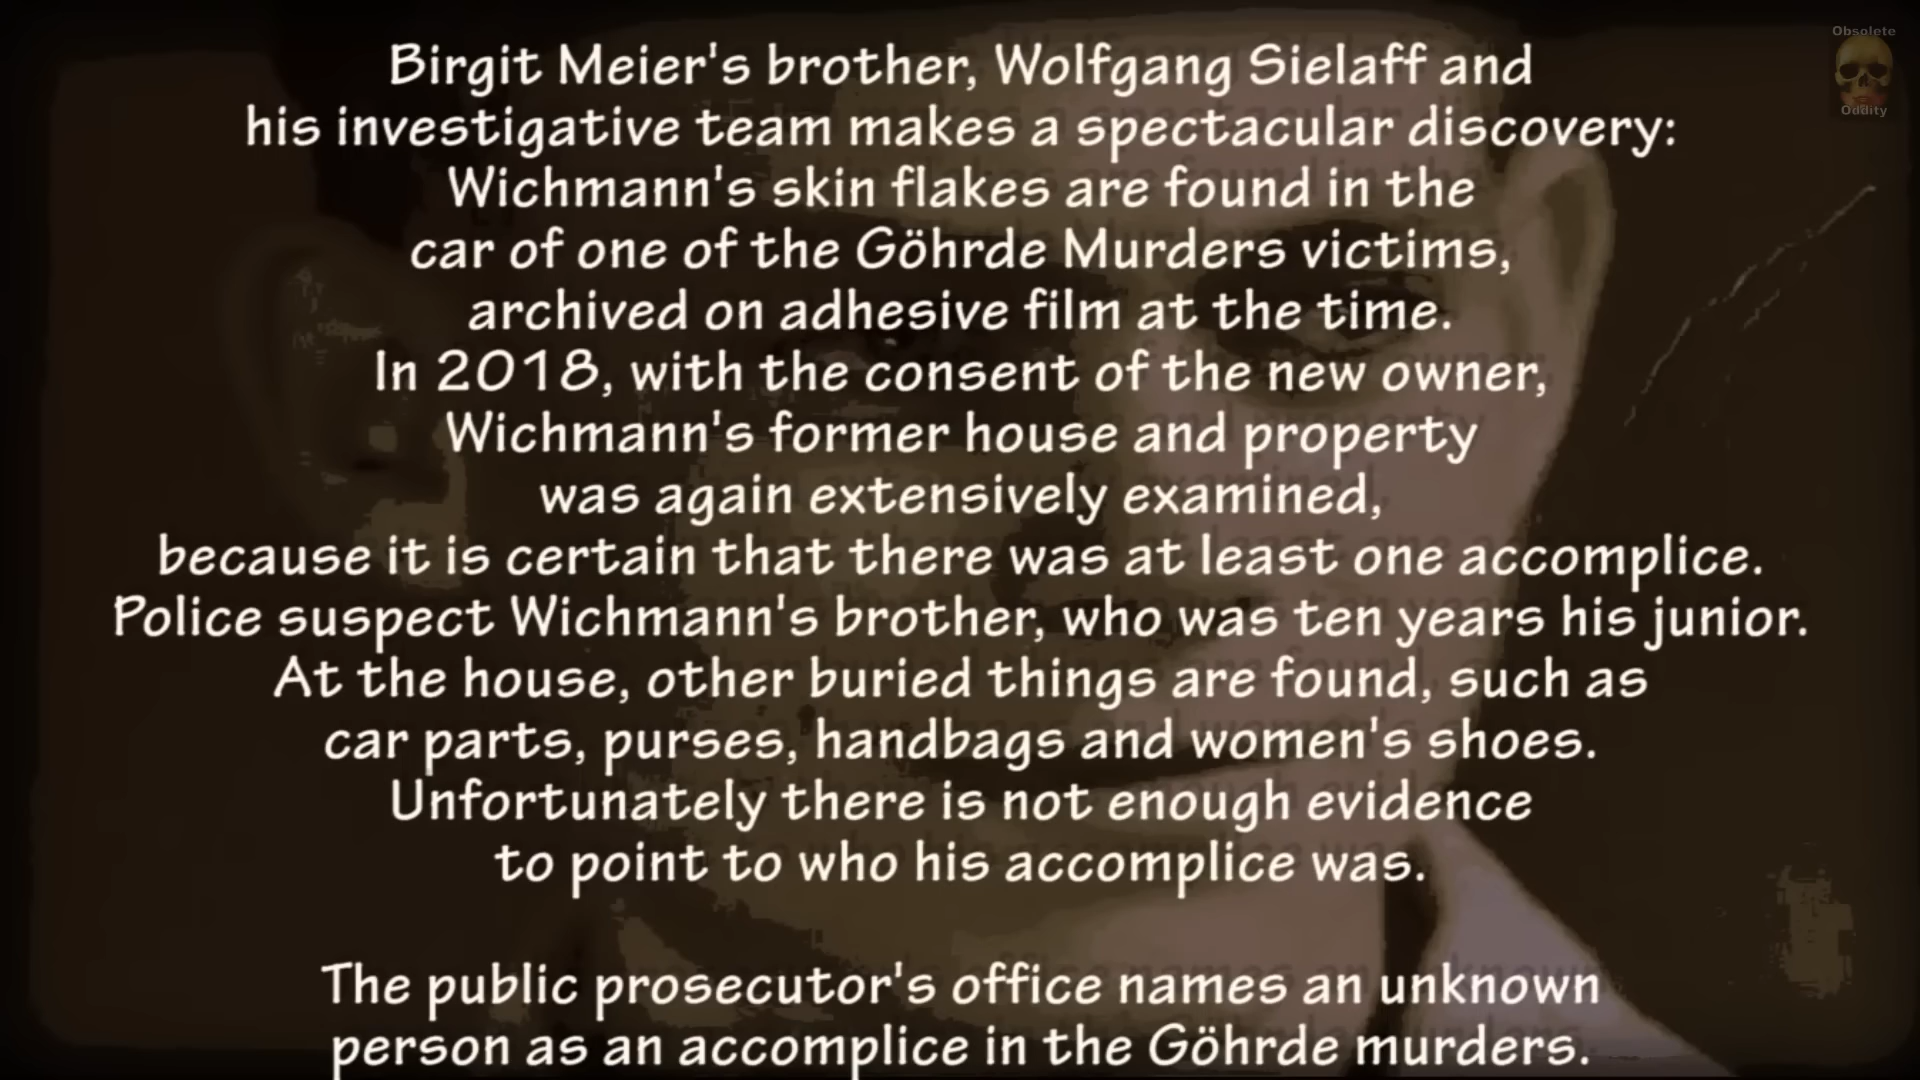 Obsolete
Oddity
Birgit Meier's brother, Wolfgang Sielaff and
his investigative team makes a spectacular discovery:
Wichmann's skin flakes are found in the
car of one of the Göhrde Murders victims,
archived on adhesive film at the time.
In 2018, with the consent of the new owner,
Wichmann's former house and property
was again extensively examined,
because it is certain that there was at least one accomplice.
Police suspect Wichmann's brother, who was ten years his junior.
At the house, other buried things are found, such as
car parts, purses, handbags and women's shoes.
Unfortunately there is not enough evidence
to point to who his accomplice was.
The public prosecutor's office names an unknown
person as an accomplice in the Göhrde murders.